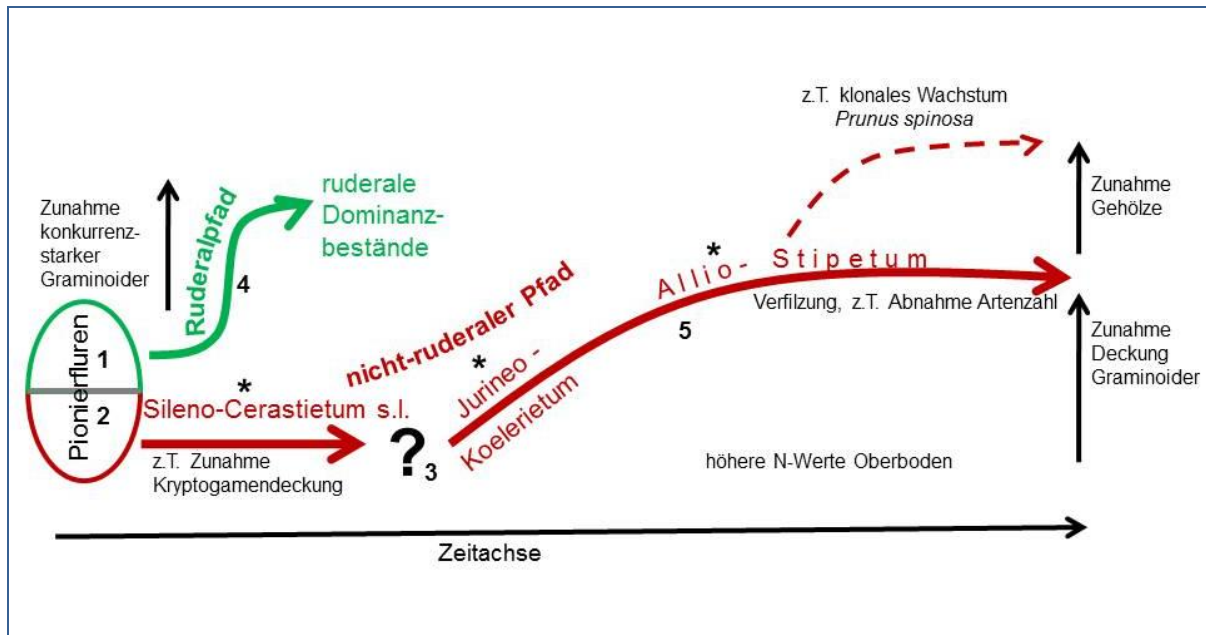 z.T. klonales Wachstum
Prunus spinosa
Zunahme
konkurrenz-
starker
Graminoider
Ruderalpfad
4
ruderale
Dominanz-
bestände
Zunahme
Gehölze
Pionierfluren
1
2
*
Sileno-Cerastietum s.l.
z.T. Zunahme
Kryptogamendeckung
nicht-ruderaler Pfad
?
3
*
Jurineo -
Koelerietum
*
Allio- Stipetum
5
Verfilzung, z.T. Abnahme Artenzahl
Zunahme
Deckung
Graminoider
höhere N-Werte Oberboden
Zeitachse